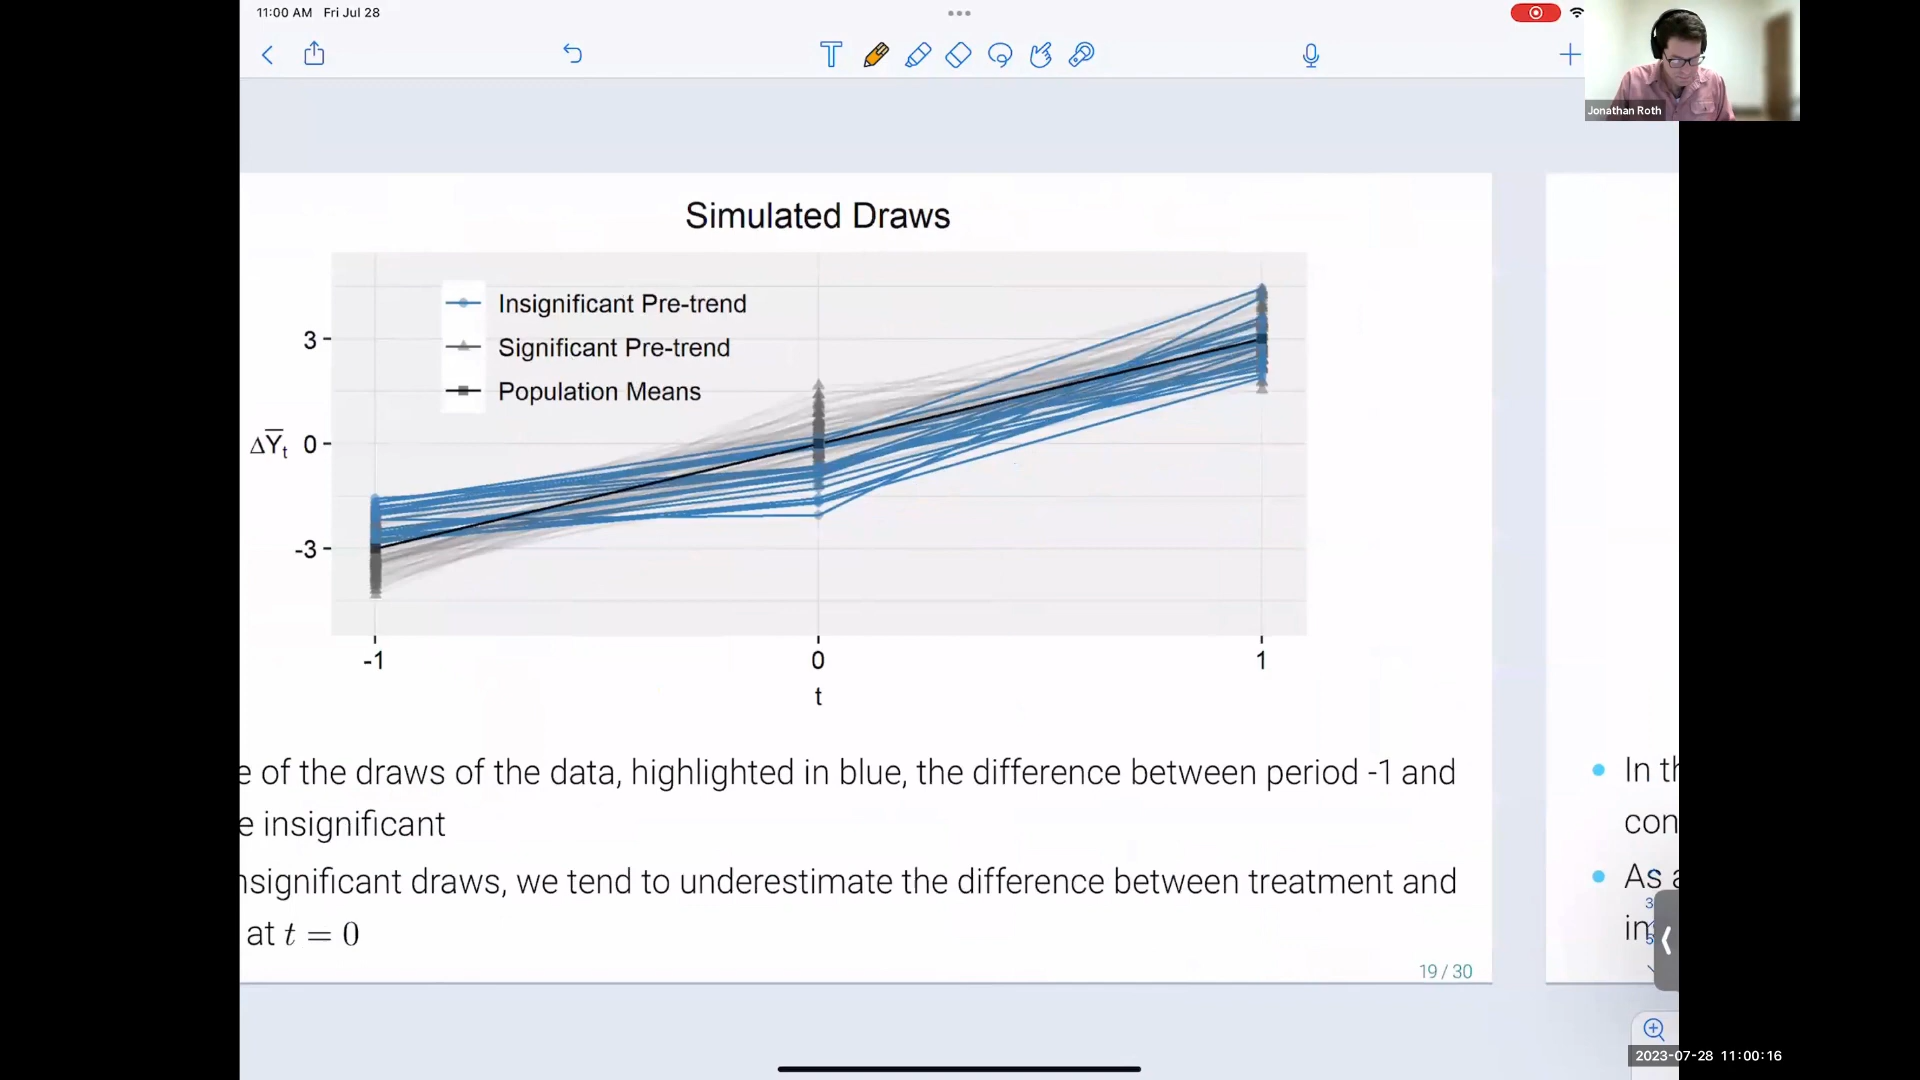 11:00 AM Fri Jul 28
T
Jonathan Roth
Simulated Draws
Insignificant Pre-trend
Significant Pre-trend
Population Means
3
ΔY̅t 0
-3
-1 0 1
t
e of the draws of the data, highlighted in blue, the difference between period -1 and
e insignificant
nsignificant draws, we tend to underestimate the difference between treatment and
at t = 0
19 / 30
In th
con
As a
in
2023-07-28 11:00:16